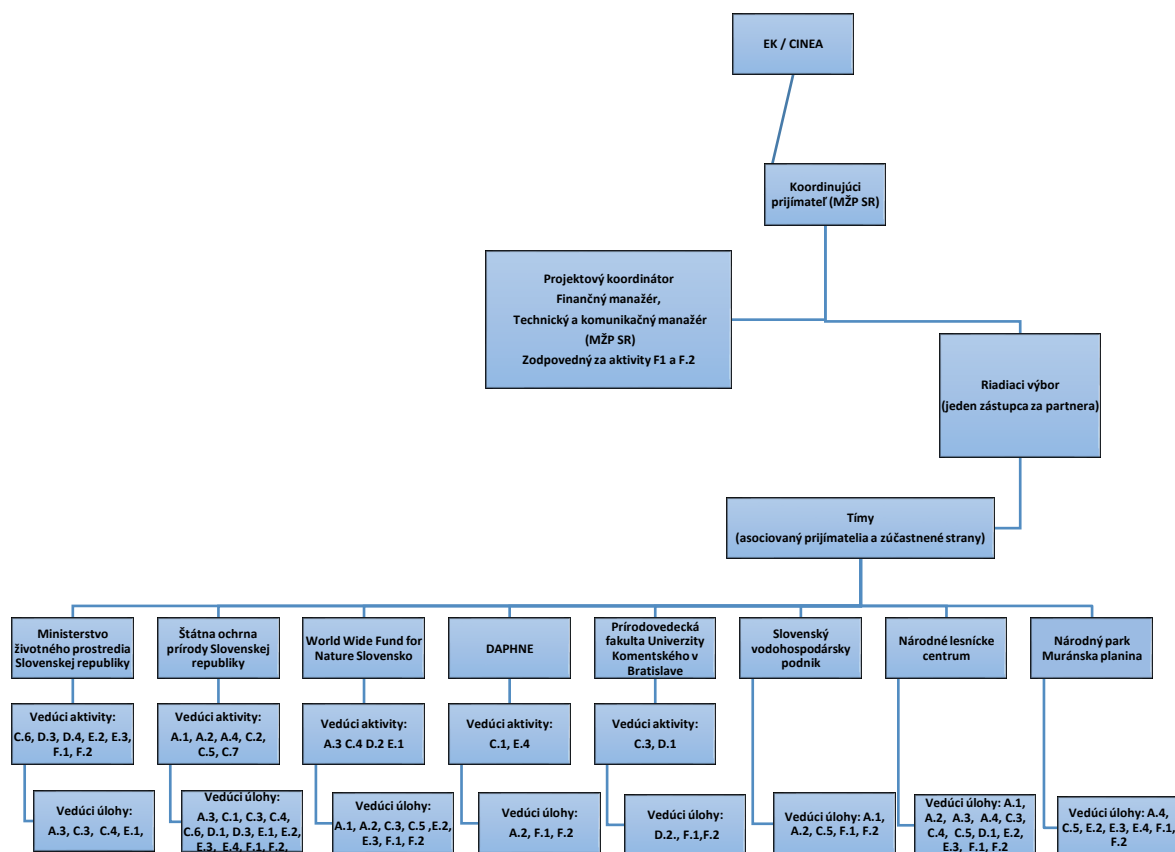 EK / CINEA
Koordinujúci
prijímateľ (MŽP SR)
Projektový koordinátor
Finančný manažér,
Technický a komunikačný manažér
(MŽP SR)
Zodpovedný za aktivity F1 a F.2
Riadiaci výbor
(jeden zástupca za partnera)
Tímy
(asociovaný prijímatelia a zúčastnené strany)
Ministerstvo
životného prostredia
Slovenskej republiky
Štátna ochrna
prírody Slovenskej
republiky
World Wide Fund for
Nature Slovensko
DAPHNE
Prírodovedecká
fakulta Univerzity
Komentského v
Bratislave
Slovenský
vodohospodársky
podnik
Národné lesnícke
centrum
Národný park
Muránska planina
Vedúci aktivity:
C.6, D.3, D.4, E.2, E.3,
F.1, F.2
Vedúci aktivity:
A.1, A.2, A.4, C.2,
C.5, C.7
Vedúci aktivity:
A.3 C.4 D.2 E.1
Vedúci aktivity:
C.1, E.4
Vedúci aktivity:
C.3, D.1
Vedúci úlohy:
A.3, C.3, C.4, E.1,
Vedúci úlohy:
A.3, C.1, C.3, C.4,
C.6, D.1, D.3, E.1, E.2,
E.3, E.4, F.1, F.2,
Vedúci úlohy:
A.1, A.2, C.3, C.5 ,E.2,
E.3, F.1, F.2
Vedúci úlohy:
A.2, F.1, F.2
Vedúci úlohy:
D.2., F.1,F.2
Vedúci úlohy: A.1,
A.2, C.5, F.1, F.2
Vedúci úlohy: A.1,
A.2, A.3, A.4, C.3,
C.4, C.5, D.1, E.2,
E.3, F.1, F.2
Vedúci úlohy: A.4,
C.5, E.2, E.3, E.4, F.1,
F.2